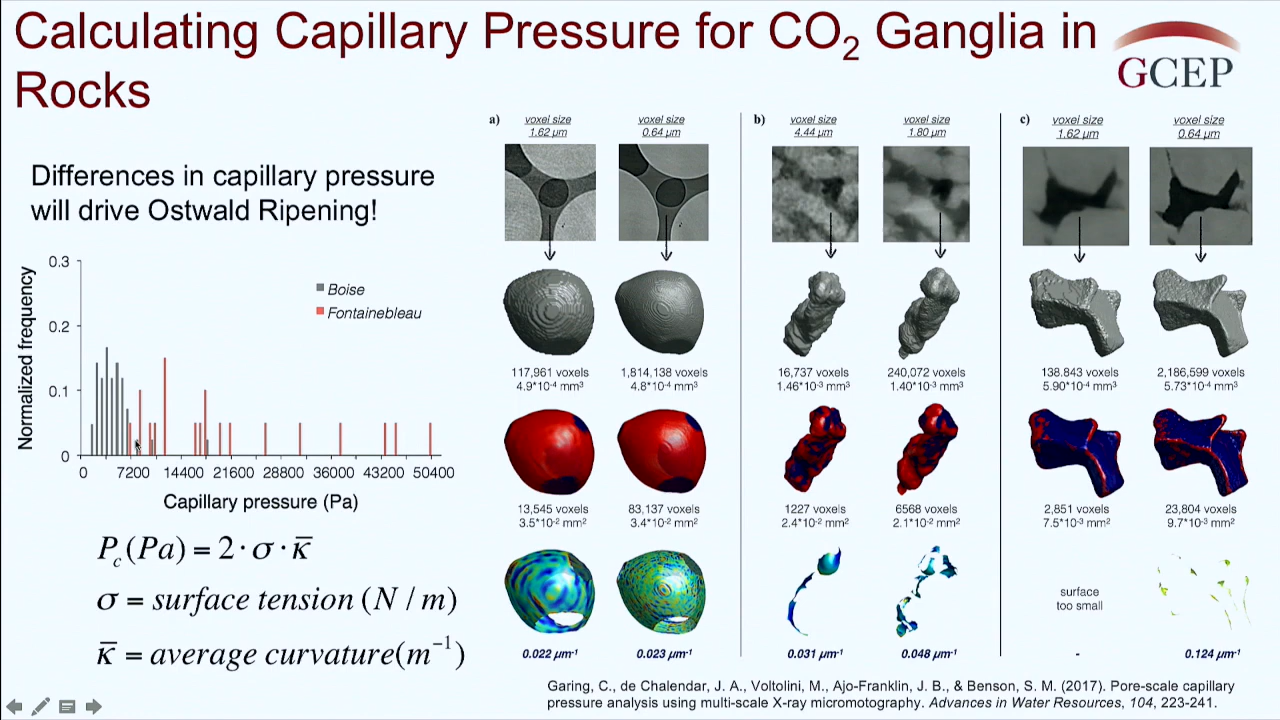 Calculating Capillary Pressure for CO₂ Ganglia in
Rocks
GCEP
Differences in capillary pressure
will drive Ostwald Ripening!
Normalized frequency
0.3
0.2
0.1
0
Boise
Fontainebleau
0 7200 14400 21600 28800 36000 43200 50400
Capillary pressure (Pa)
P_c(Pa) = 2·σ·κ̅
σ = surface tension (N / m)
κ̅ = average curvature(m⁻¹)
a) voxel size voxel size
1.62 μm 0.64 μm
117,961 voxels 1,814,138 voxels
4.9*10⁻⁴ mm³ 4.8*10⁻⁴ mm³
13,545 voxels 83,137 voxels
3.5*10⁻² mm² 3.4*10⁻² mm²
0.022 μm⁻¹ 0.023 μm⁻¹
b) voxel size voxel size
4.44 μm 1.80 μm
16,737 voxels 240,072 voxels
1.46*10⁻³ mm³ 1.40*10⁻³ mm³
1227 voxels 6568 voxels
2.4*10⁻² mm² 2.1*10⁻² mm²
0.031 μm⁻¹ 0.048 μm⁻¹
c) voxel size voxel size
1.62 μm 0.64 μm
138.843 voxels 2,186,599 voxels
5.90*10⁻⁴ mm³ 5.73*10⁻⁴ mm³
2,851 voxels 23,804 voxels
7.5*10⁻³ mm² 9.7*10⁻³ mm²
surface
too small
- 0.124 μm⁻¹
Garing, C., de Chalendar, J. A., Voltolini, M., Ajo-Franklin, J. B., & Benson, S. M. (2017). Pore-scale capillary
pressure analysis using multi-scale X-ray micromotography. Advances in Water Resources, 104, 223-241.